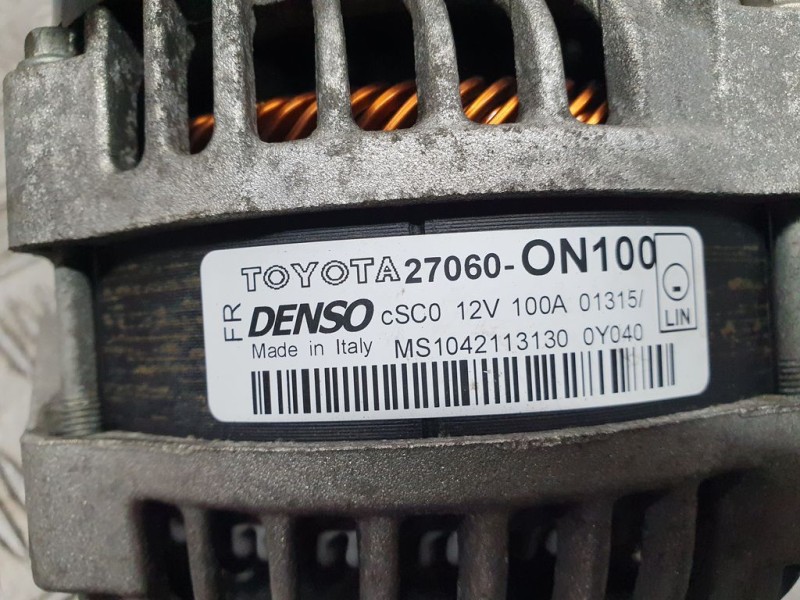 TOYOTA 27060-0N100
FR DENSO cSC0 12V 100A 01315/
LIN
Made in Italy MS1042113130 0Y040